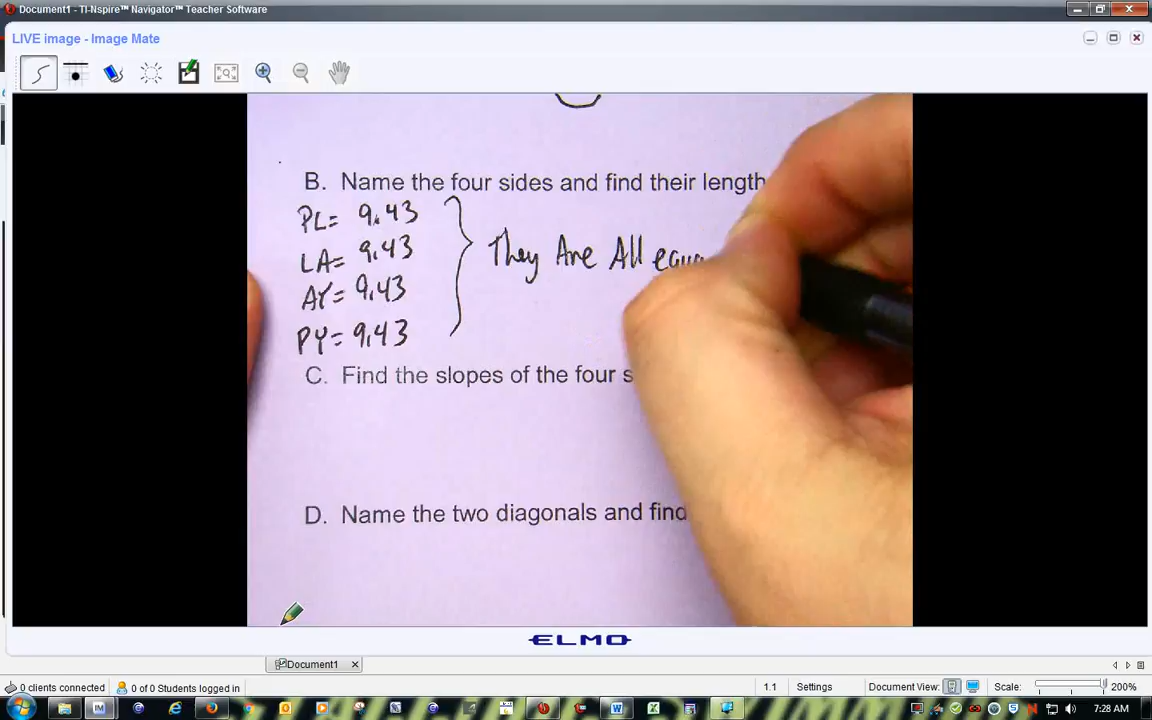 Document1 - TI-Nspire™ Navigator™ Teacher Software
LIVE image - Image Mate
B. Name the four sides and find their length
PL= 9.43
LA= 9.43
AY= 9.43
PY= 9.43
They Are All equa
C. Find the slopes of the four s
D. Name the two diagonals and find
ELMO
Document1
0 clients connected
0 of 0 Students logged in
1.1
Settings
Document View:
Scale:
200%
7:28 AM